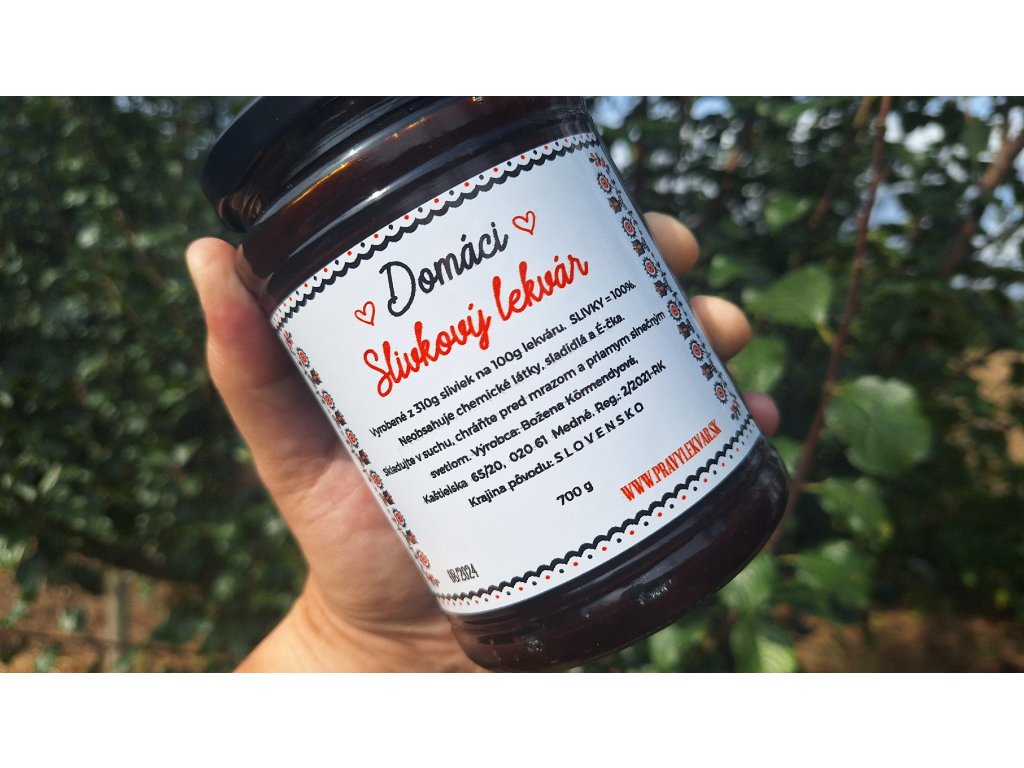 Domáci
Slivkový lekvár
Vyrobené z 310g sliviek na 100g lekváru. SLIVKY = 100%.
Neobsahuje chemické látky, sladidlá a É-čka.
Skladujte v suchu, chráňte pred mrazom a priamym slnečným
svetlom. Výrobca: Božena Körmendyová,
Kaštielska 65/20, 020 61 Medné. Reg.: 2/2021-RK
Krajina pôvodu: S L O V E N S K O
700 g
WWW.PRAVYLEKVAR.SK
06/2024